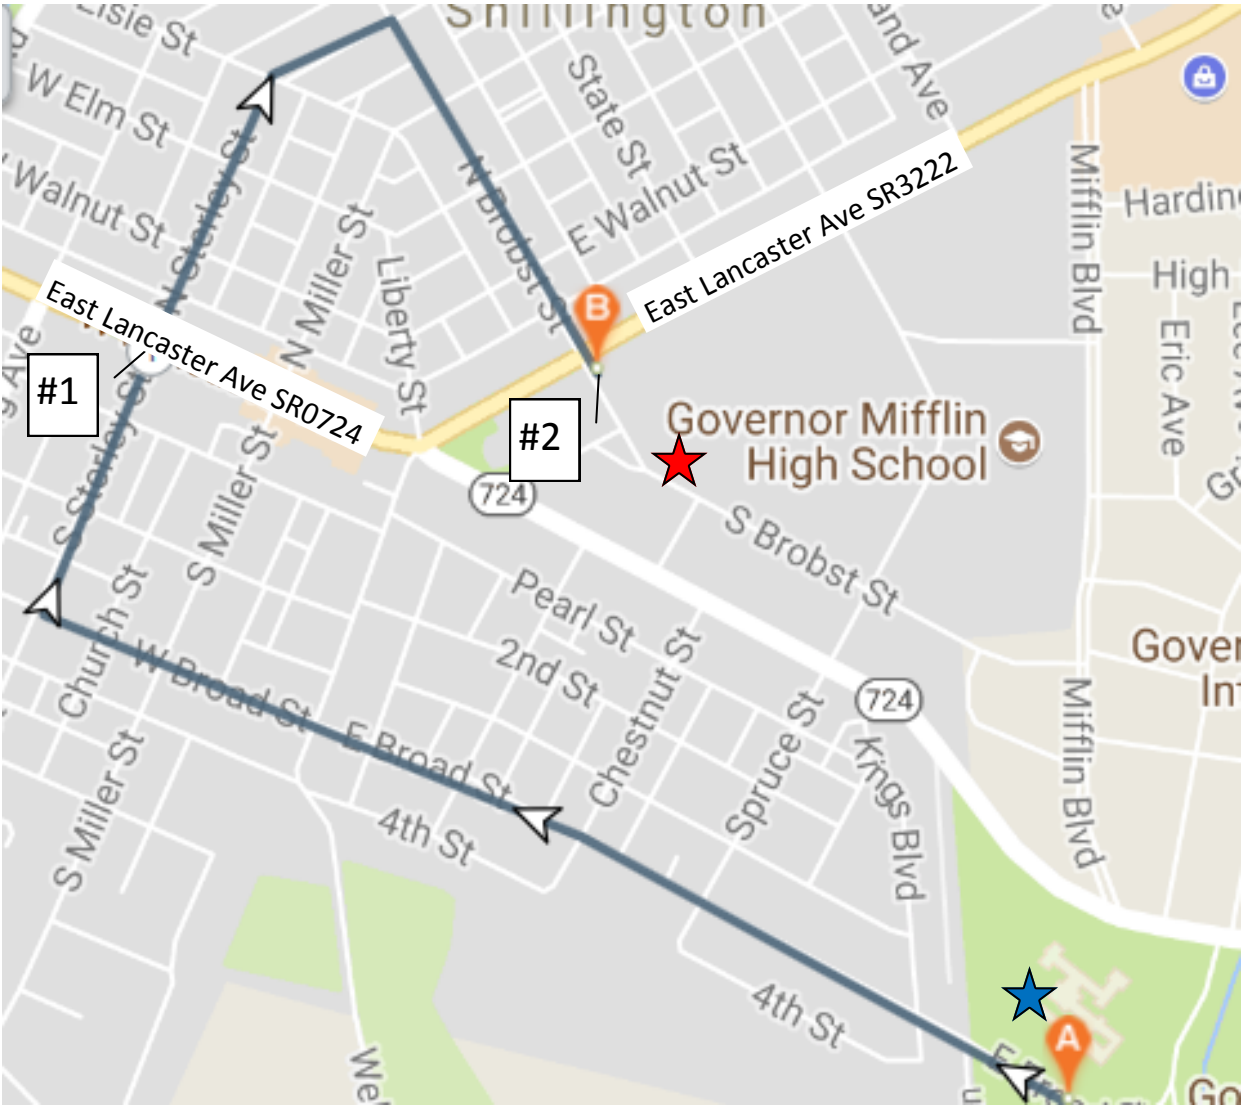 Shillington
Elsie St
W Elm St
Walnut St
N Sterley St
N Miller St
Liberty St
State St
N Brobst St
E Walnut St
and Ave
East Lancaster Ave SR3222
East Lancaster Ave SR0724
Mifflin Blvd
High
Eric Ave
B
#1
#2
g Ave
Governor Mifflin
High School
724
S Sterley St
S Miller St
Church St
S Brobst St
Pearl St
2nd St
Chestnut St
Spruce St
724
Kings Blvd
Mifflin Blvd
W Broad St
E Broad St
S Miller St
4th St
4th St
A